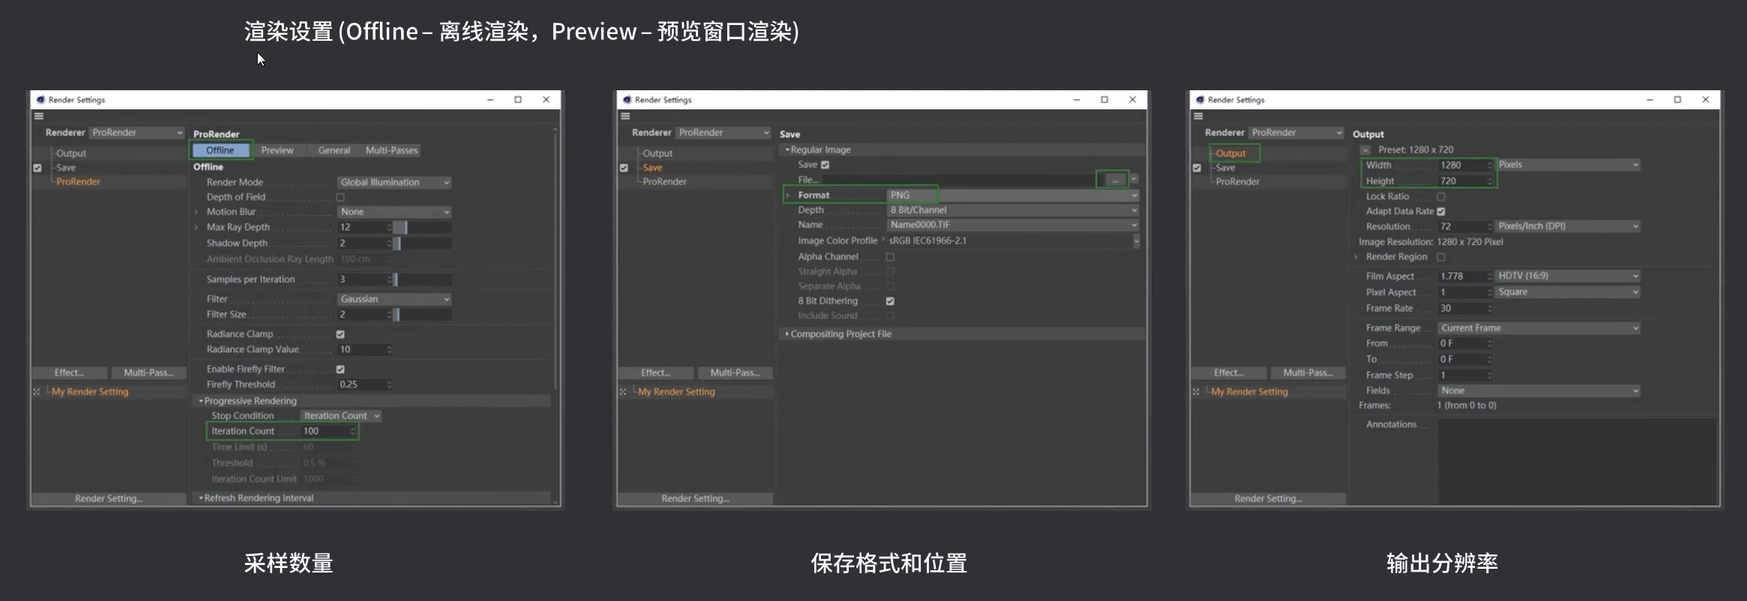 渲染设置 (Offline – 离线渲染，Preview – 预览窗口渲染)
Render Settings
Renderer ProRender
Output
Save
ProRender
Effect... Multi-Pass...
My Render Setting
Render Setting...
ProRender
Offline Preview General Multi-Passes
Offline
Render Mode Global Illumination
Depth of Field
Motion Blur None
Max Ray Depth 12
Shadow Depth 2
Ambient Occlusion Ray Length 100 cm
Samples per Iteration 3
Filter Gaussian
Filter Size 2
Radiance Clamp
Radiance Clamp Value 10
Enable Firefly Filter
Firefly Threshold 0.25
Progressive Rendering
Stop Condition Iteration Count
Iteration Count 100
Time Limit (s) 60
Threshold 0.5 %
Iteration Count Limit 1000
Refresh Rendering Interval
采样数量
Render Settings
Renderer ProRender
Output
Save
ProRender
Effect... Multi-Pass...
My Render Setting
Render Setting...
Save
Regular Image
Save
File... ...
Format PNG
Depth 8 Bit/Channel
Name Name0000.TIF
Image Color Profile sRGB IEC61966-2.1
Alpha Channel
Straight Alpha
Separate Alpha
8 Bit Dithering
Include Sound
Compositing Project File
保存格式和位置
Render Settings
Renderer ProRender
Output
Save
ProRender
Effect... Multi-Pass...
My Render Setting
Render Setting...
Output
Preset: 1280 x 720
Width 1280 Pixels
Height 720
Lock Ratio
Adapt Data Rate
Resolution 72 Pixels/Inch (DPI)
Image Resolution: 1280 x 720 Pixel
Render Region
Film Aspect 1.778 HDTV (16:9)
Pixel Aspect 1 Square
Frame Rate 30
Frame Range Current Frame
From 0 F
To 0 F
Frame Step 1
Fields None
Frames: 1 (from 0 to 0)
Annotations
输出分辨率